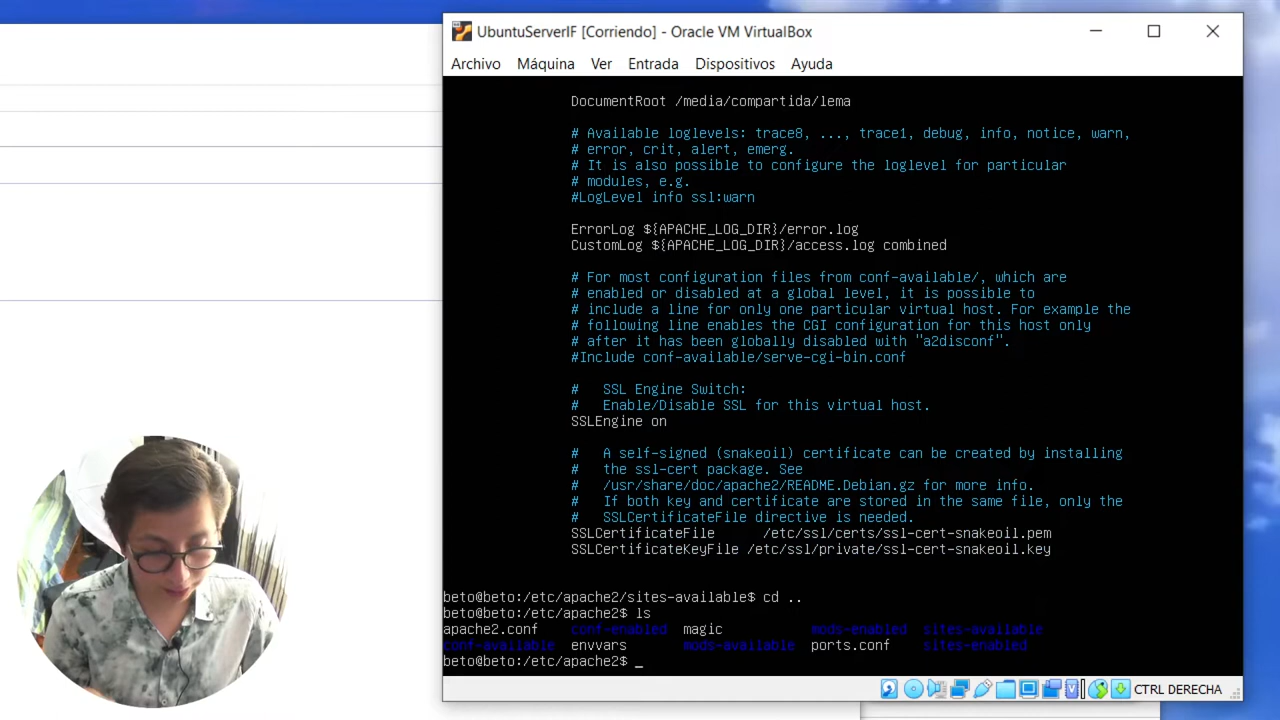 UbuntuServerIF [Corriendo] - Oracle VM VirtualBox
Archivo Máquina Ver Entrada Dispositivos Ayuda
DocumentRoot /media/compartida/lema
# Available loglevels: trace8, ..., trace1, debug, info, notice, warn,
# error, crit, alert, emerg.
# It is also possible to configure the loglevel for particular
# modules, e.g.
#LogLevel info ssl:warn
ErrorLog ${APACHE_LOG_DIR}/error.log
CustomLog ${APACHE_LOG_DIR}/access.log combined
# For most configuration files from conf-available/, which are
# enabled or disabled at a global level, it is possible to
# include a line for only one particular virtual host. For example the
# following line enables the CGI configuration for this host only
# after it has been globally disabled with "a2disconf".
#Include conf-available/serve-cgi-bin.conf
# SSL Engine Switch:
# Enable/Disable SSL for this virtual host.
SSLEngine on
# A self-signed (snakeoil) certificate can be created by installing
# the ssl-cert package. See
# /usr/share/doc/apache2/README.Debian.gz for more info.
# If both key and certificate are stored in the same file, only the
# SSLCertificateFile directive is needed.
SSLCertificateFile /etc/ssl/certs/ssl-cert-snakeoil.pem
SSLCertificateKeyFile /etc/ssl/private/ssl-cert-snakeoil.key
beto@beto:/etc/apache2/sites-available$ cd ..
beto@beto:/etc/apache2$ ls
apache2.conf conf-enabled magic mods-enabled sites-available
conf-available envvars mods-available ports.conf sites-enabled
beto@beto:/etc/apache2$ _
CTRL DERECHA